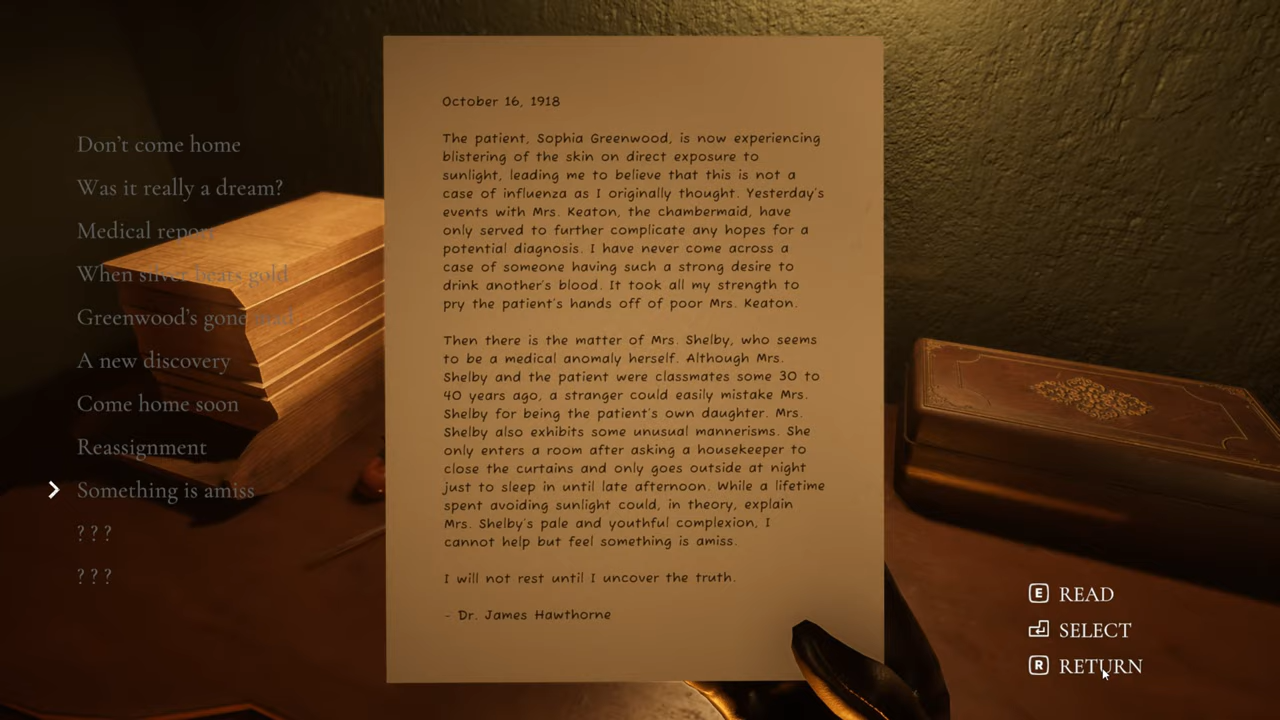 Don't come home
Was it really a dream?
Medical report
When silver beats gold
Greenwood's gone mad
A new discovery
Come home soon
Reassignment
Something is amiss
? ? ?
? ? ?
October 16, 1918
The patient, Sophia Greenwood, is now experiencing
blistering of the skin on direct exposure to
sunlight, leading me to believe that this is not a
case of influenza as I originally thought. Yesterday's
events with Mrs. Keaton, the chambermaid, have
only served to further complicate any hopes for a
potential diagnosis. I have never come across a
case of someone having such a strong desire to
drink another's blood. It took all my strength to
pry the patient's hands off of poor Mrs. Keaton.
Then there is the matter of Mrs. Shelby, who seems
to be a medical anomaly herself. Although Mrs.
Shelby and the patient were classmates some 30 to
40 years ago, a stranger could easily mistake Mrs.
Shelby for being the patient's own daughter. Mrs.
Shelby also exhibits some unusual mannerisms. She
only enters a room after asking a housekeeper to
close the curtains and only goes outside at night
just to sleep in until late afternoon. While a lifetime
spent avoiding sunlight could, in theory, explain
Mrs. Shelby's pale and youthful complexion, I
cannot help but feel something is amiss.
I will not rest until I uncover the truth.
- Dr. James Hawthorne
E READ
SELECT
R RETURN